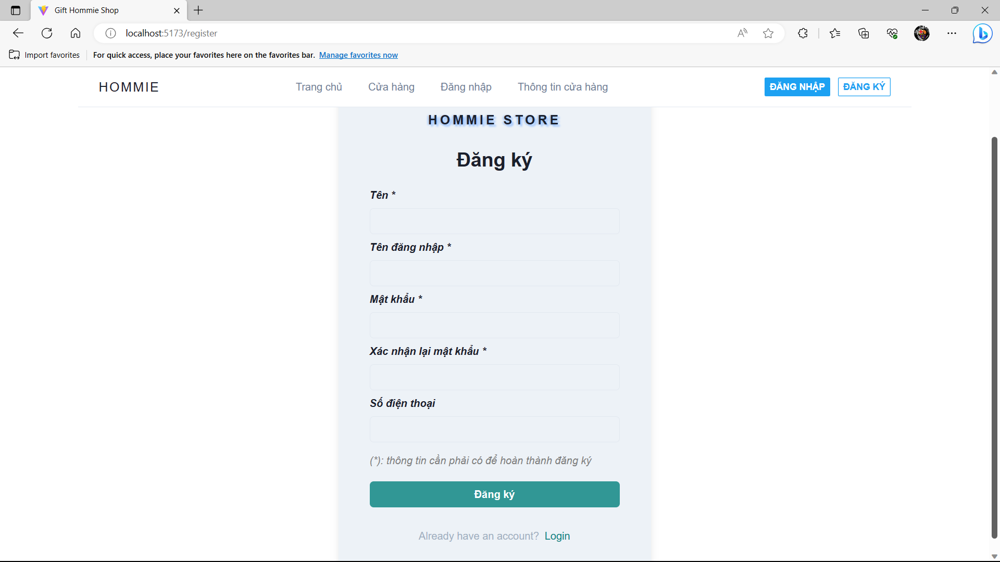 Gift Hommie Shop
localhost:5173/register
Import favorites
For quick access, place your favorites here on the favorites bar. Manage favorites now
HOMMIE
Trang chủ
Cửa hàng
Đăng nhập
Thông tin cửa hàng
ĐĂNG NHẬP
ĐĂNG KÝ
HOMMIE STORE
Đăng ký
Tên *
Tên đăng nhập *
Mật khẩu *
Xác nhận lại mật khẩu *
Số điện thoại
(*): thông tin cần phải có để hoàn thành đăng ký
Đăng ký
Already have an account? Login